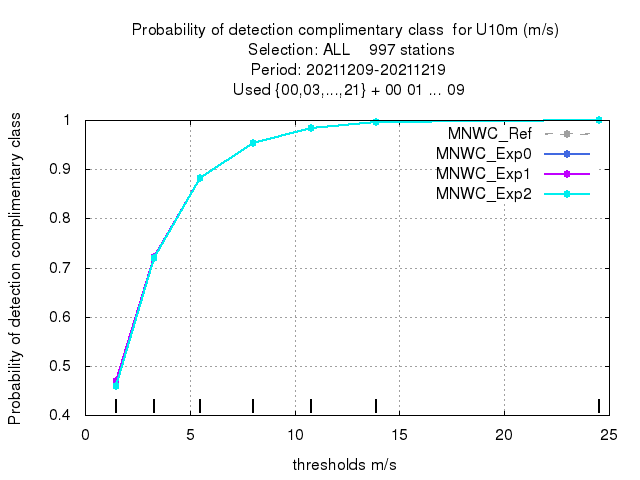 Probability of detection complimentary class  for U10m (m/s)
Selection: ALL    997 stations
Period: 20211209-20211219
Used {00,03,...,21} + 00 01 ... 09
Probability of detection complimentary class
1
0.9
0.8
0.7
0.6
0.5
0.4
MNWC_Ref
MNWC_Exp0
MNWC_Exp1
MNWC_Exp2
0 5 10 15 20 25
thresholds m/s